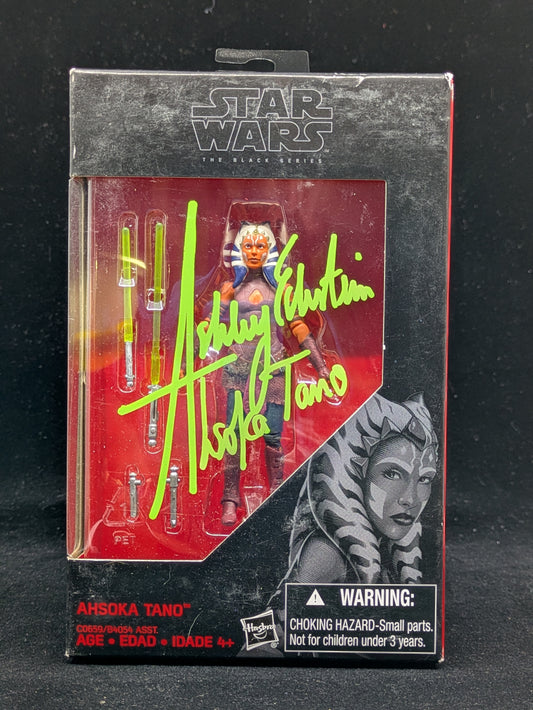 STAR
WARS
THE BLACK SERIES
Ashley Eckstein
Ahsoka Tano
PET
AHSOKA TANO™
C0659/B4054 ASST.
AGE • EDAD • IDADE 4+
Hasbro
WARNING:
CHOKING HAZARD-Small parts.
Not for children under 3 years.